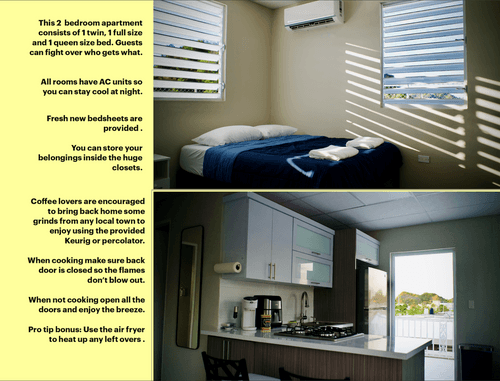 This 2 bedroom apartment
consists of 1 twin, 1 full size
and 1 queen size bed. Guests
can fight over who gets what.
All rooms have AC units so
you can stay cool at night.
Fresh new bedsheets are
provided .
You can store your
belongings inside the huge
closets.
Coffee lovers are encouraged
to bring back home some
grinds from any local town to
enjoy using the provided
Keurig or percolator.
When cooking make sure back
door is closed so the flames
don't blow out.
When not cooking open all the
doors and enjoy the breeze.
Pro tip bonus: Use the air fryer
to heat up any left overs .